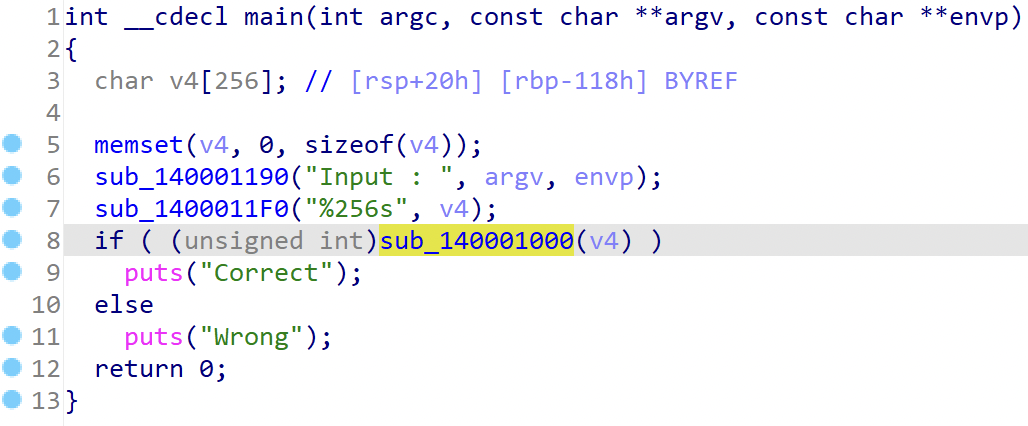 1 int __cdecl main(int argc, const char **argv, const char **envp)
2 {
3   char v4[256]; // [rsp+20h] [rbp-118h] BYREF
4
5   memset(v4, 0, sizeof(v4));
6   sub_140001190("Input : ", argv, envp);
7   sub_1400011F0("%256s", v4);
8   if ( (unsigned int)sub_140001000(v4) )
9     puts("Correct");
10   else
11     puts("Wrong");
12   return 0;
13 }